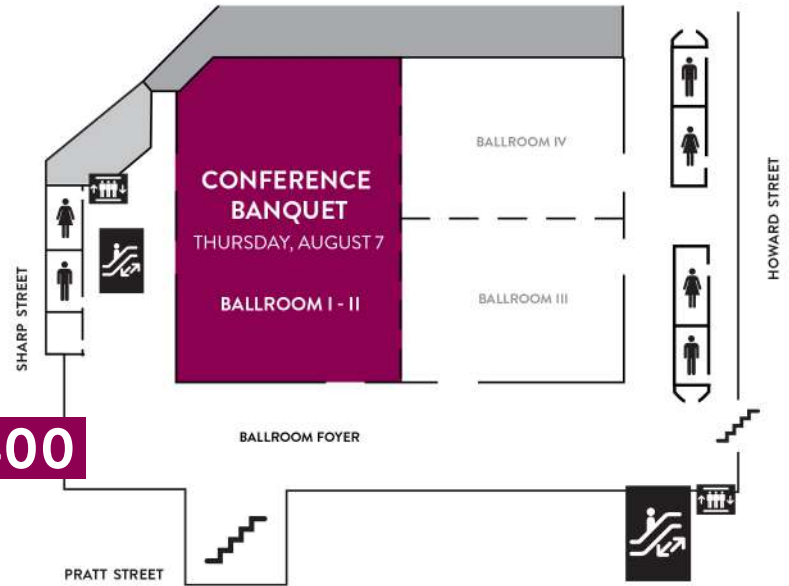 BALLROOM IV
CONFERENCE
BANQUET
THURSDAY, AUGUST 7
BALLROOM I - II
BALLROOM III
HOWARD STREET
SHARP STREET
BALLROOM FOYER
00
PRATT STREET